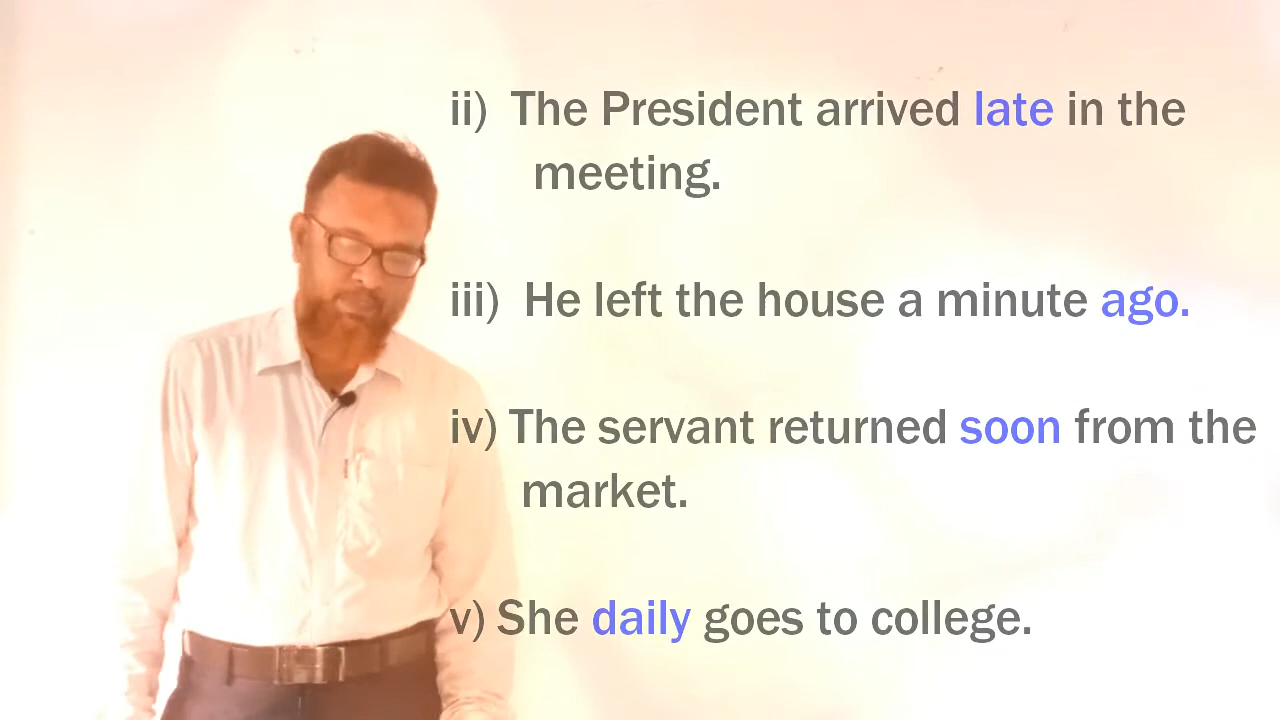 ii) The President arrived late in the
meeting.
iii) He left the house a minute ago.
iv) The servant returned soon from the
market.
v) She daily goes to college.